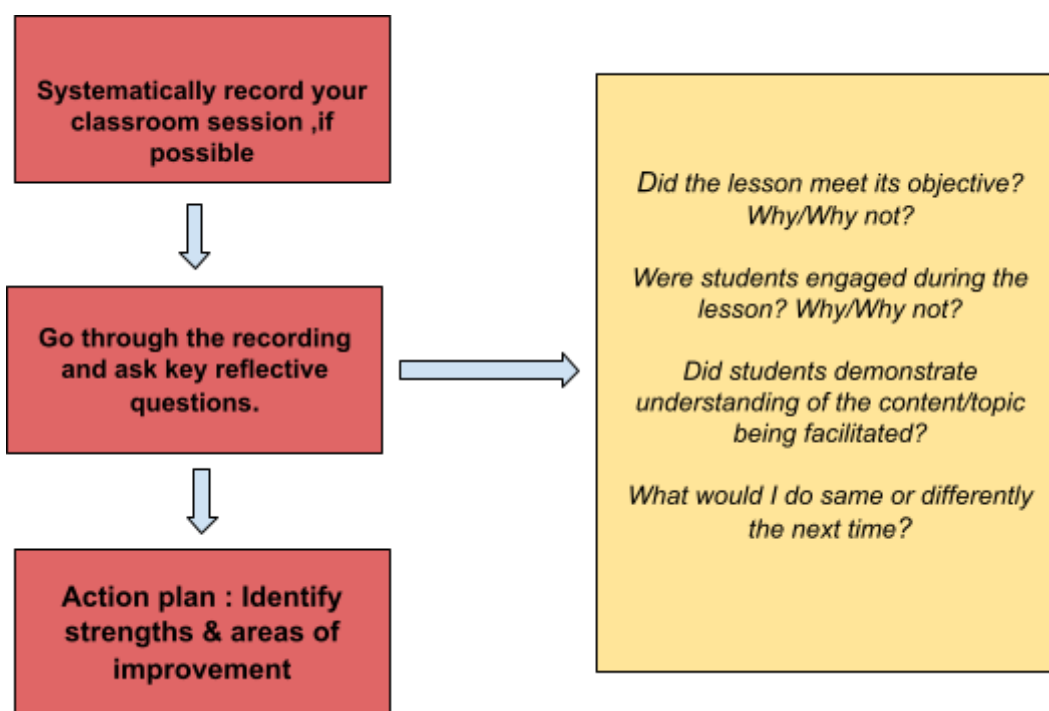 Systematically record your
classroom session ,if
possible
Go through the recording
and ask key reflective
questions.
Action plan : Identify
strengths & areas of
improvement
Did the lesson meet its objective?
Why/Why not?
Were students engaged during the
lesson? Why/Why not?
Did students demonstrate
understanding of the content/topic
being facilitated?
What would I do same or differently
the next time?